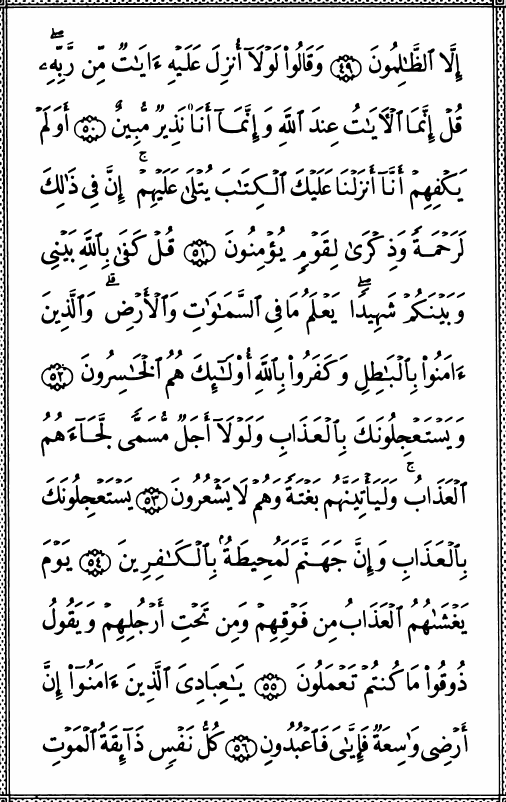 إِلَّا ٱلظَّٰلِمُونَ ٤٩ وَقَالُوا۟ لَوْلَآ أُنزِلَ عَلَيْهِ ءَايَٰتٌ مِّن رَّبِّهِۦ ۖ
قُلْ إِنَّمَا ٱلْءَايَٰتُ عِندَ ٱللَّهِ وَإِنَّمَآ أَنَا۠ نَذِيرٌ مُّبِينٌ ٥٠ أَوَلَمْ
يَكْفِهِمْ أَنَّآ أَنزَلْنَا عَلَيْكَ ٱلْكِتَٰبَ يُتْلَىٰ عَلَيْهِمْ ۚ إِنَّ فِى ذَٰلِكَ
لَرَحْمَةً وَذِكْرَىٰ لِقَوْمٍ يُؤْمِنُونَ ٥١ قُلْ كَفَىٰ بِٱللَّهِ بَيْنِى
وَبَيْنَكُمْ شَهِيدًا ۖ يَعْلَمُ مَا فِى ٱلسَّمَٰوَٰتِ وَٱلْأَرْضِ ۗ وَٱلَّذِينَ
ءَامَنُوا۟ بِٱلْبَٰطِلِ وَكَفَرُوا۟ بِٱللَّهِ أُو۟لَٰٓئِكَ هُمُ ٱلْخَٰسِرُونَ ٥٢
وَيَسْتَعْجِلُونَكَ بِٱلْعَذَابِ وَلَوْلَآ أَجَلٌ مُّسَمًّى لَّجَآءَهُمُ
ٱلْعَذَابُ ۚ وَلَيَأْتِيَنَّهُم بَغْتَةً وَهُمْ لَا يَشْعُرُونَ ٥٣ يَسْتَعْجِلُونَكَ
بِٱلْعَذَابِ وَإِنَّ جَهَنَّمَ لَمُحِيطَةٌۢ بِٱلْكَٰفِرِينَ ٥٤ يَوْمَ
يَغْشَىٰهُمُ ٱلْعَذَابُ مِن فَوْقِهِمْ وَمِن تَحْتِ أَرْجُلِهِمْ وَيَقُولُ
ذُوقُوا۟ مَا كُنتُمْ تَعْمَلُونَ ٥٥ يَٰعِبَادِىَ ٱلَّذِينَ ءَامَنُوٓا۟ إِنَّ
أَرْضِى وَٰسِعَةٌ فَإِيَّٰىَ فَٱعْبُدُونِ ٥٦ كُلُّ نَفْسٍ ذَآئِقَةُ ٱلْمَوْتِ